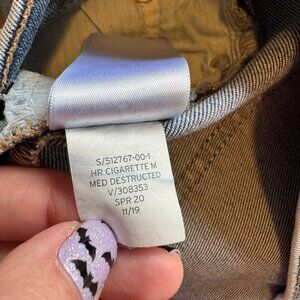 S/512767-00-1
HR CIGARETTE M
MED DESTRUCTED
V/308353
SPR 20
11/19